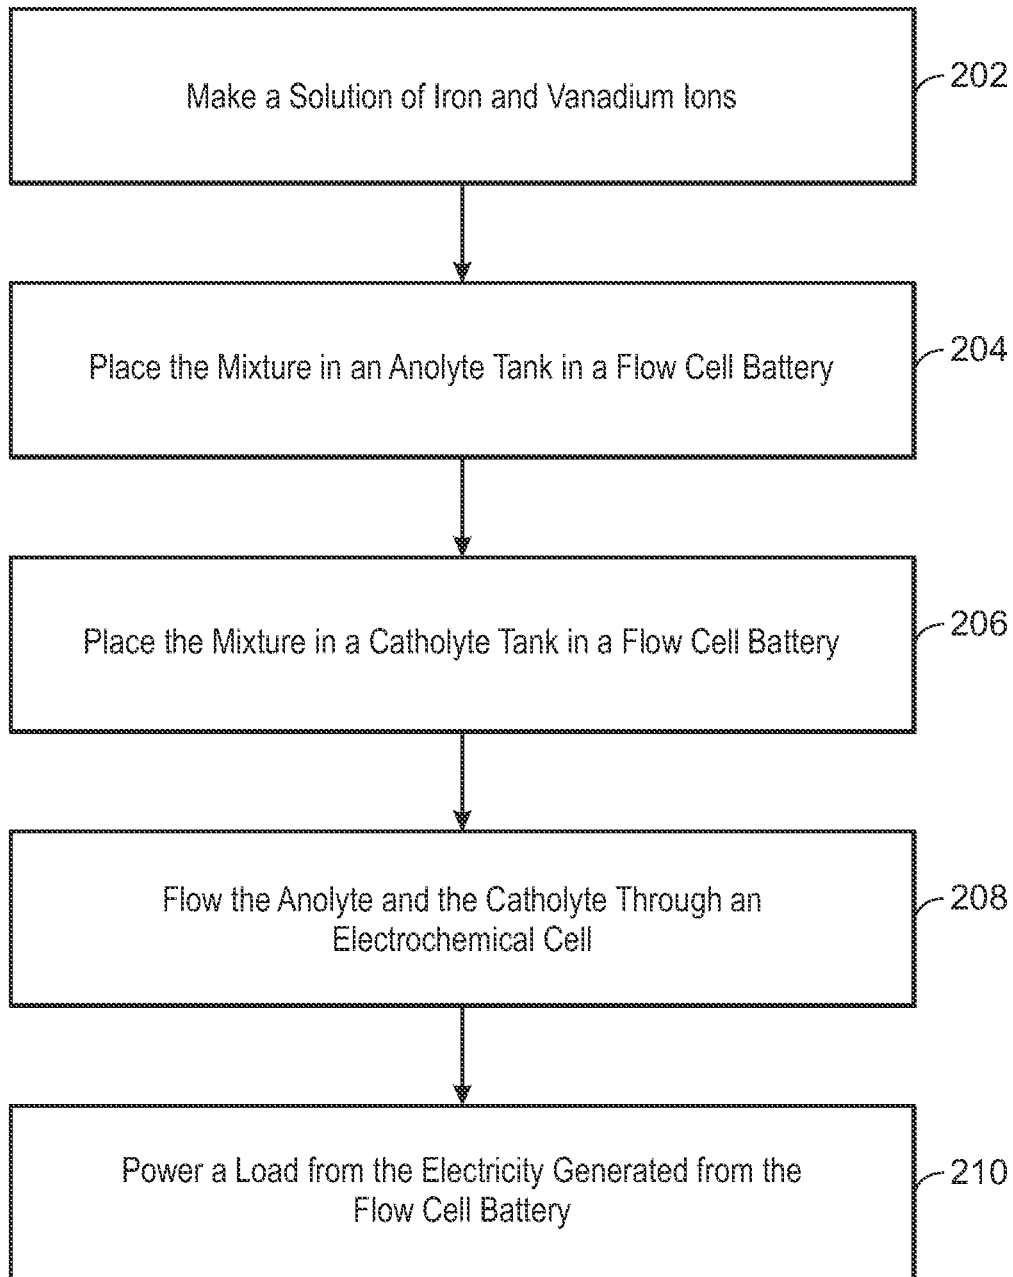 Make a Solution of Iron and Vanadium Ions
202
Place the Mixture in an Anolyte Tank in a Flow Cell Battery
204
Place the Mixture in a Catholyte Tank in a Flow Cell Battery
206
Flow the Anolyte and the Catholyte Through an
Electrochemical Cell
208
Power a Load from the Electricity Generated from the
Flow Cell Battery
210